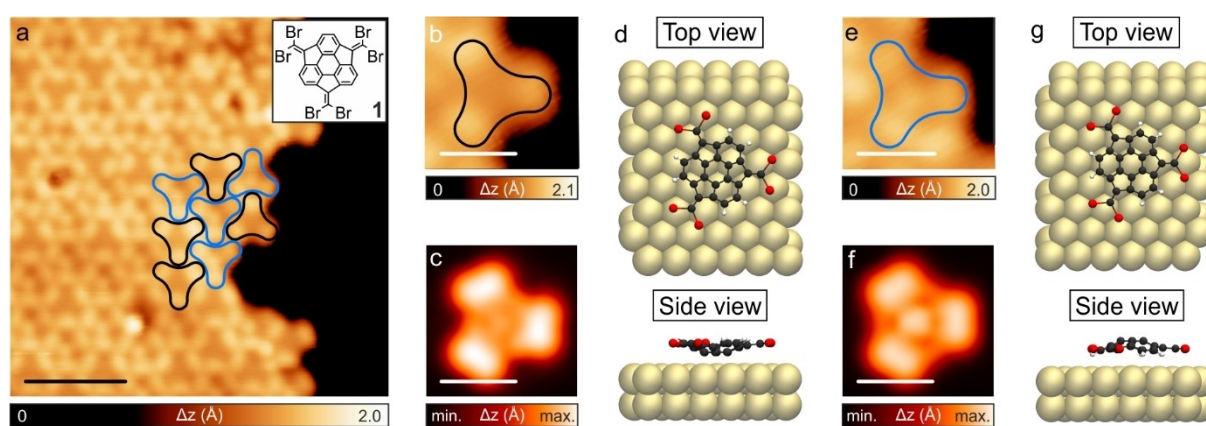 a
Br
Br
Br
Br
Br
Br
1
0 Δz (Å) 2.0
b
0 Δz (Å) 2.1
c
min. Δz (Å) max.
d
Top view
Side view
e
0 Δz (Å) 2.0
f
min. Δz (Å) max.
g
Top view
Side view